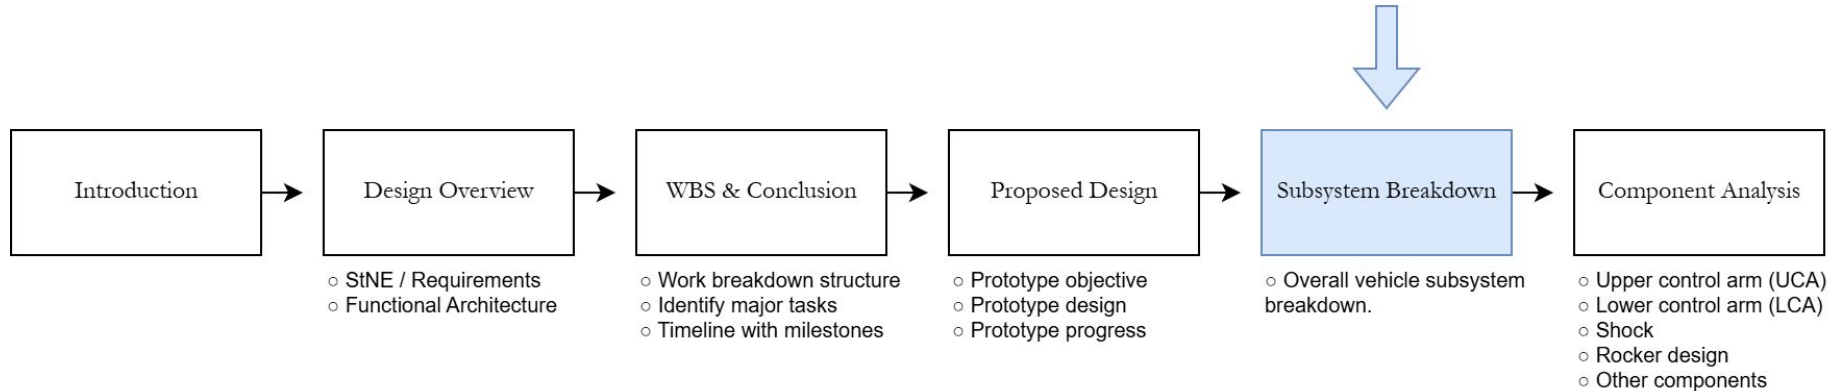 Introduction
Design Overview
WBS & Conclusion
Proposed Design
Subsystem Breakdown
Component Analysis
○ StNE / Requirements
○ Functional Architecture
○ Work breakdown structure
○ Identify major tasks
○ Timeline with milestones
○ Prototype objective
○ Prototype design
○ Prototype progress
○ Overall vehicle subsystem
breakdown.
○ Upper control arm (UCA)
○ Lower control arm (LCA)
○ Shock
○ Rocker design
○ Other components